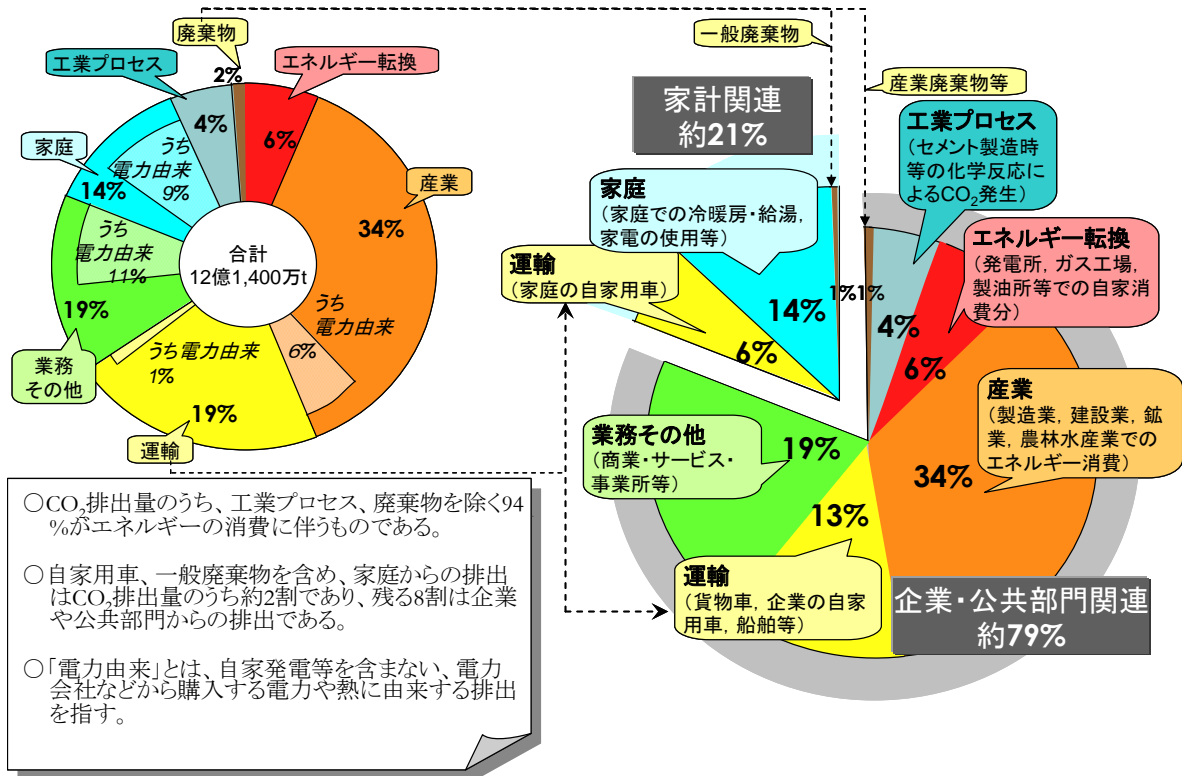 廃棄物
2%
エネルギー転換
6%
工業プロセス
4%
家庭
14%
うち
電力由来
9%
産業
34%
うち
電力由来
6%
合計
12億1,400万t
うち
電力由来
11%
19%
業務
その他
うち電力由来
1%
19%
運輸
一般廃棄物
産業廃棄物等
家計関連
約21%
工業プロセス
(セメント製造時
等の化学反応に
よるCO₂発生)
4%
家庭
(家庭での冷暖房・給湯,
家電の使用等)
14%
1%
1%
運輸
(家庭の自家用車)
6%
エネルギー転換
(発電所, ガス工場,
製油所等での自家消
費分)
6%
産業
(製造業, 建設業, 鉱
業, 農林水産業での
エネルギー消費)
34%
業務その他
(商業・サービス・
事業所等)
19%
13%
運輸
(貨物車, 企業の自家
用車, 船舶等)
企業・公共部門関連
約79%
○CO₂排出量のうち、工業プロセス、廃棄物を除く94
%がエネルギーの消費に伴うものである。
○自家用車、一般廃棄物を含め、家庭からの排出
はCO₂排出量のうち約2割であり、残る8割は企業
や公共部門からの排出である。
○「電力由来」とは、自家発電等を含まない、電力
会社などから購入する電力や熱に由来する排出
を指す。